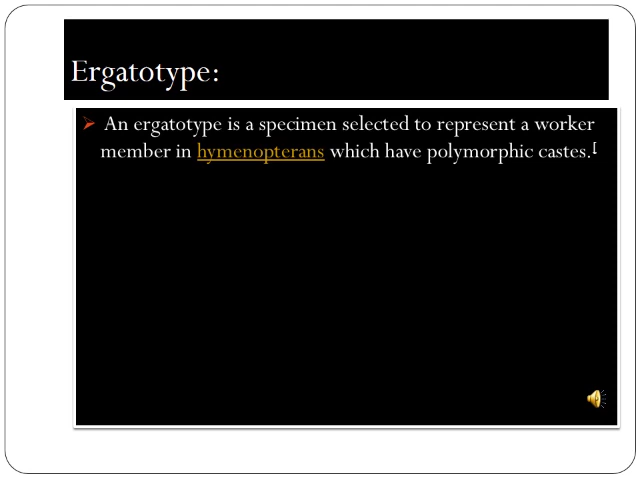 Ergatotype:
An ergatotype is a specimen selected to represent a worker
member in hymenopterans which have polymorphic castes.[